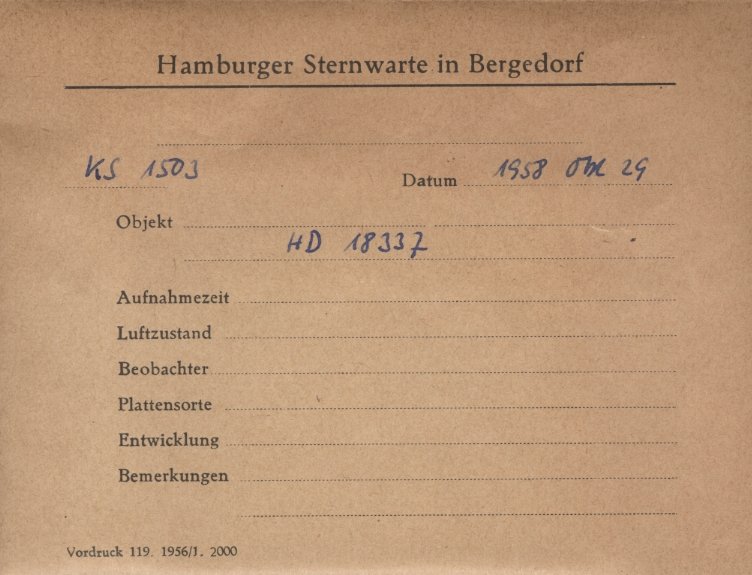 Hamburger Sternwarte in Bergedorf
KS 1503 Datum 1958 Okt 29
Objekt
HD 18337
Aufnahmezeit
Luftzustand
Beobachter
Plattensorte
Entwicklung
Bemerkungen
Vordruck 119. 1956/1. 2000